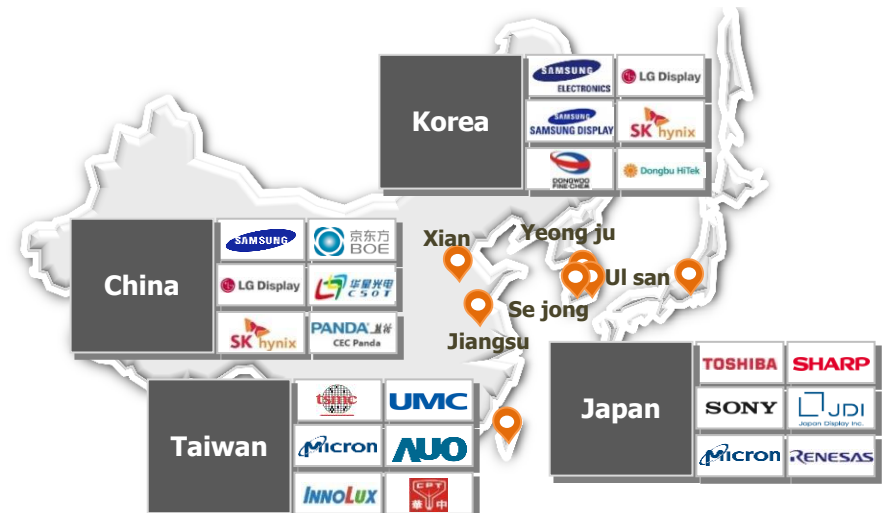 Korea
SAMSUNG
ELECTRONICS
LG Display
SAMSUNG
SAMSUNG DISPLAY
SK hynix
DONGWOO
FINE-CHEM
Dongbu HiTek
China
SAMSUNG
京东方
BOE
LG Display
华星光电
CSOT
SK hynix
PANDA
CEC Panda
Xian
Yeong ju
Ul san
Se jong
Jiangsu
Taiwan
tsmc
UMC
Micron
AUO
INNOLUX
CPT
華中
Japan
TOSHIBA
SHARP
SONY
JDI
Japan Display Inc.
Micron
RENESAS